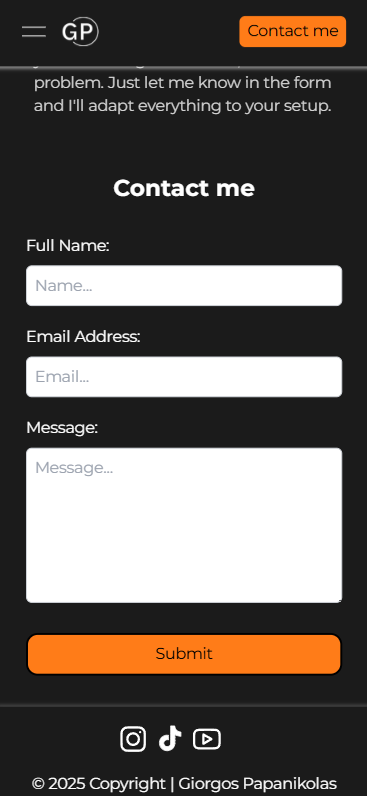 GP
Contact me
problem. Just let me know in the form
and I'll adapt everything to your setup.
Contact me
Full Name:
Name...
Email Address:
Email...
Message:
Message...
Submit
© 2025 Copyright | Giorgos Papanikolas